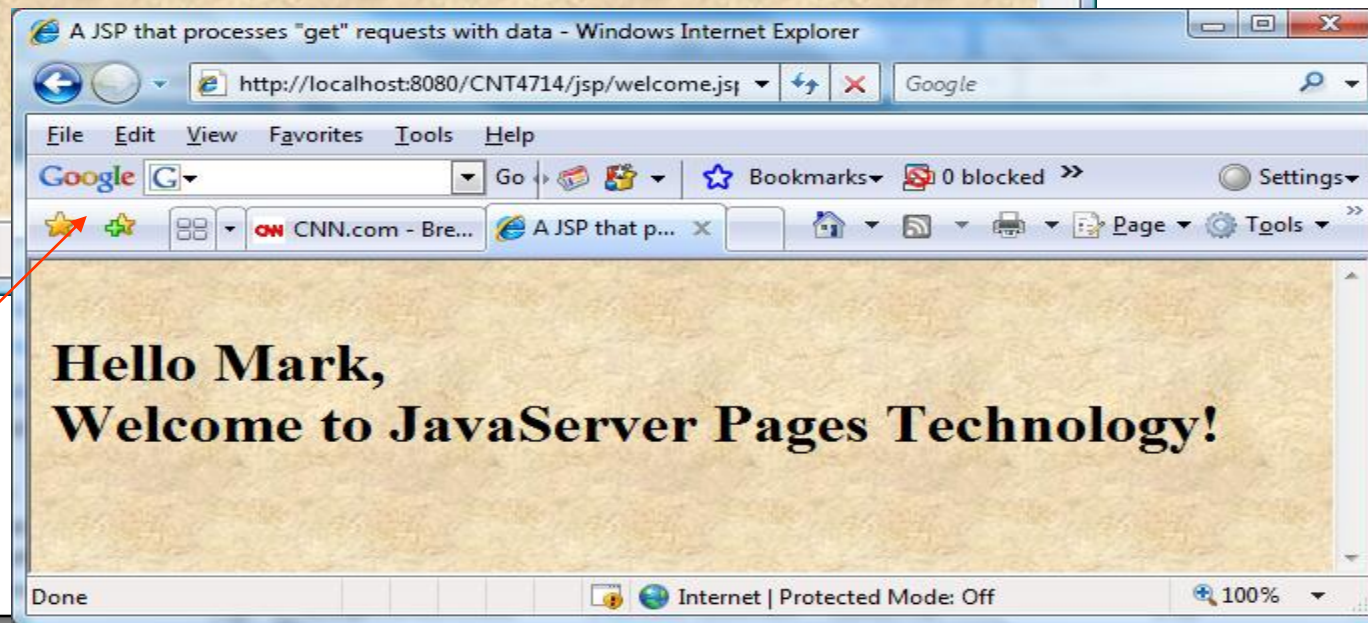 A JSP that processes "get" requests with data - Windows Internet Explorer
http://localhost:8080/CNT4714/jsp/welcome.jsp Google
File Edit View Favorites Tools Help
Google G Go Bookmarks 0 blocked >> Settings
CNN.com - Bre... A JSP that p... X Page Tools >>
Hello Mark,
Welcome to JavaServer Pages Technology!
Done Internet | Protected Mode: Off 100%